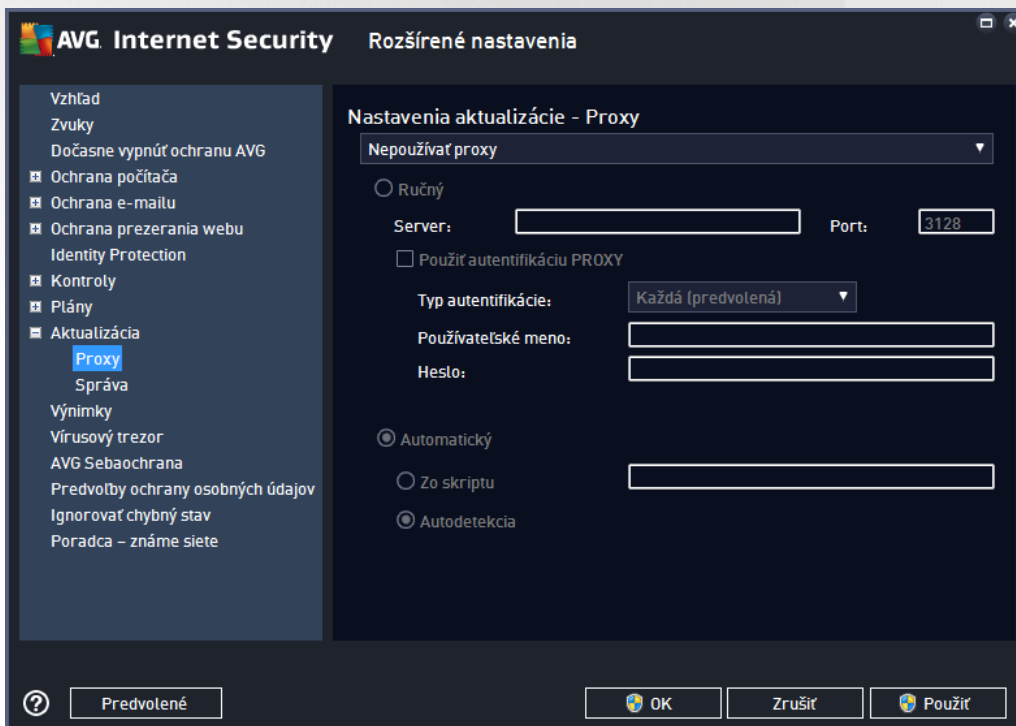 AVG. Internet Security Rozšírené nastavenia
Vzhľad
Zvuky
Dočasne vypnúť ochranu AVG
Ochrana počítača
Ochrana e-mailu
Ochrana prezerania webu
Identity Protection
Kontroly
Plány
Aktualizácia
Proxy
Správa
Výnimky
Vírusový trezor
AVG Sebaochrana
Predvoľby ochrany osobných údajov
Ignorovať chybný stav
Poradca – známe siete
Nastavenia aktualizácie - Proxy
Nepoužívať proxy
Ručný
Server: Port: 3128
Použiť autentifikáciu PROXY
Typ autentifikácie: Každá (predvolená)
Používateľské meno:
Heslo:
Automatický
Zo skriptu
Autodetekcia
? Predvolené OK Zrušiť Použiť